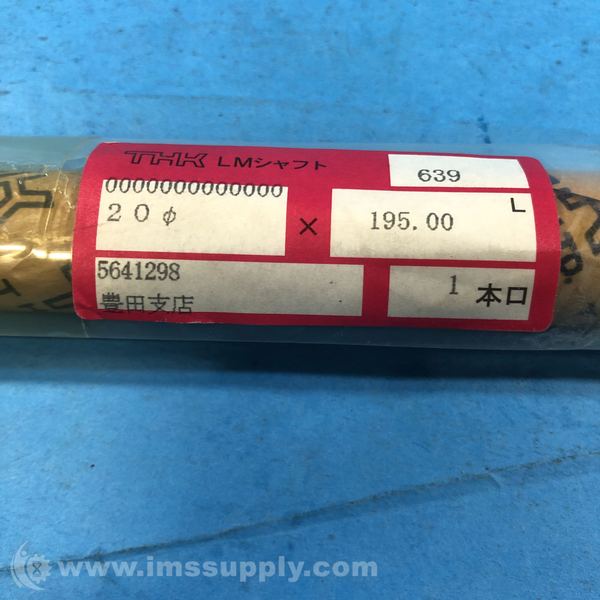 THK LMシャフト
639
0000000000000
20φ × 195.00 L
5641298
豊田支店
1 本口
www.imssupply.com